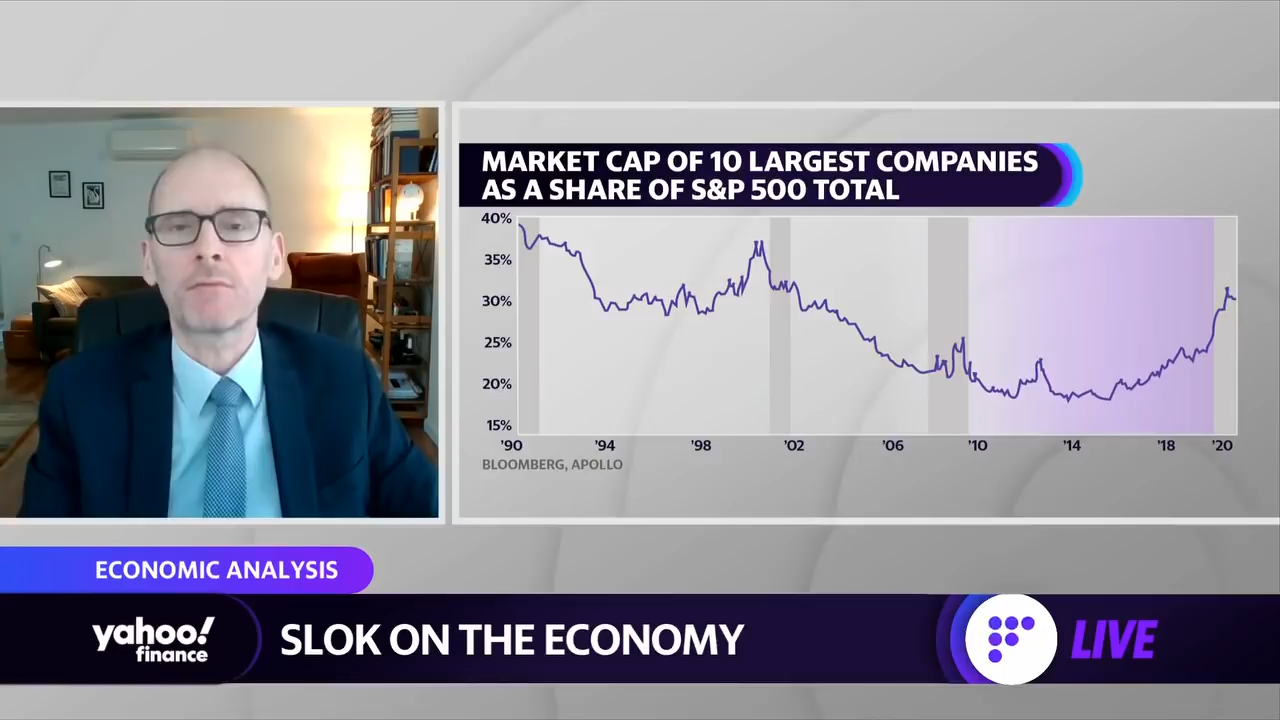 MARKET CAP OF 10 LARGEST COMPANIES
AS A SHARE OF S&P 500 TOTAL
40%
35%
30%
25%
20%
15%
'90 '94 '98 '02 '06 '10 '14 '18 '20
BLOOMBERG, APOLLO
ECONOMIC ANALYSIS
yahoo!
finance
SLOK ON THE ECONOMY
LIVE